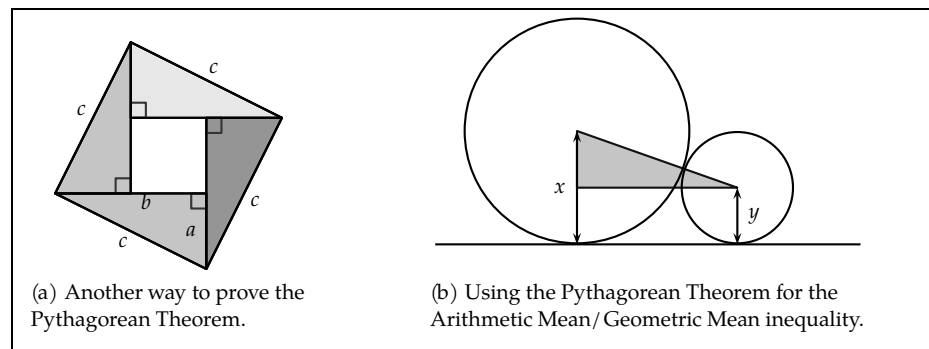 c
c
b
a
c
c
(a) Another way to prove the
Pythagorean Theorem.
x
y
(b) Using the Pythagorean Theorem for the
Arithmetic Mean/Geometric Mean inequality.